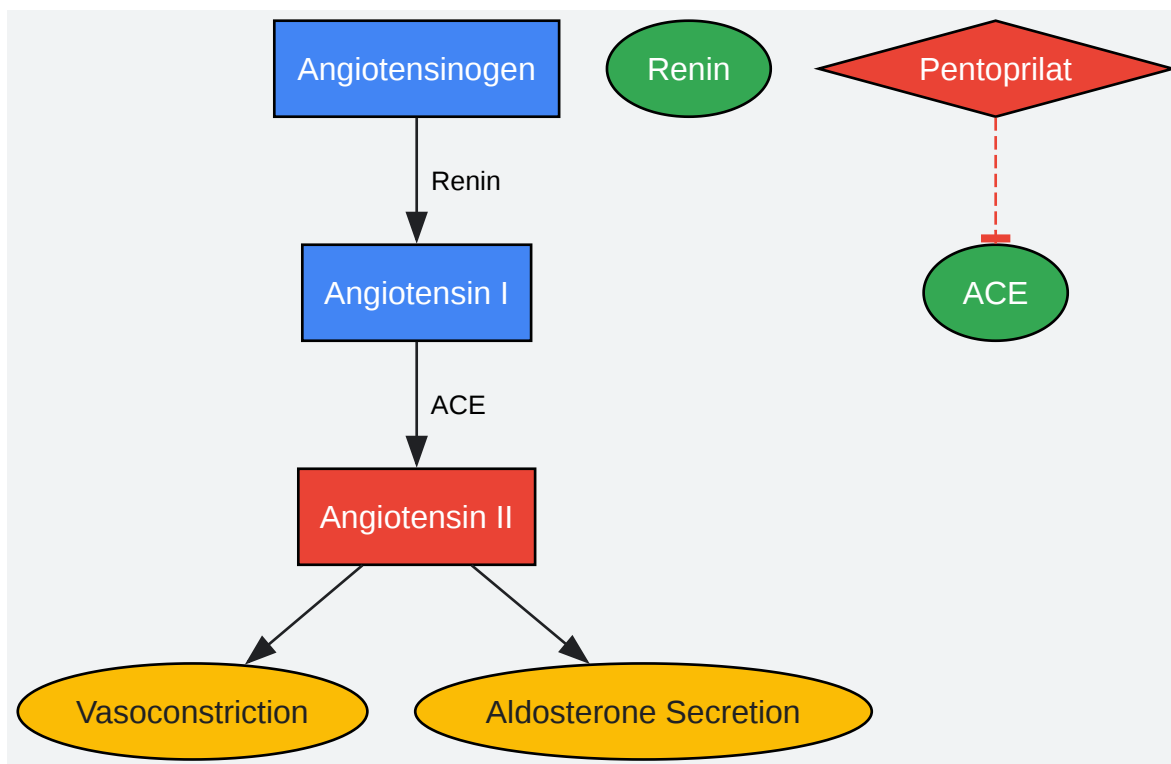 Angiotensinogen
Renin
Pentoprilat
Renin
Angiotensin I
ACE
ACE
Angiotensin II
Vasoconstriction
Aldosterone Secretion